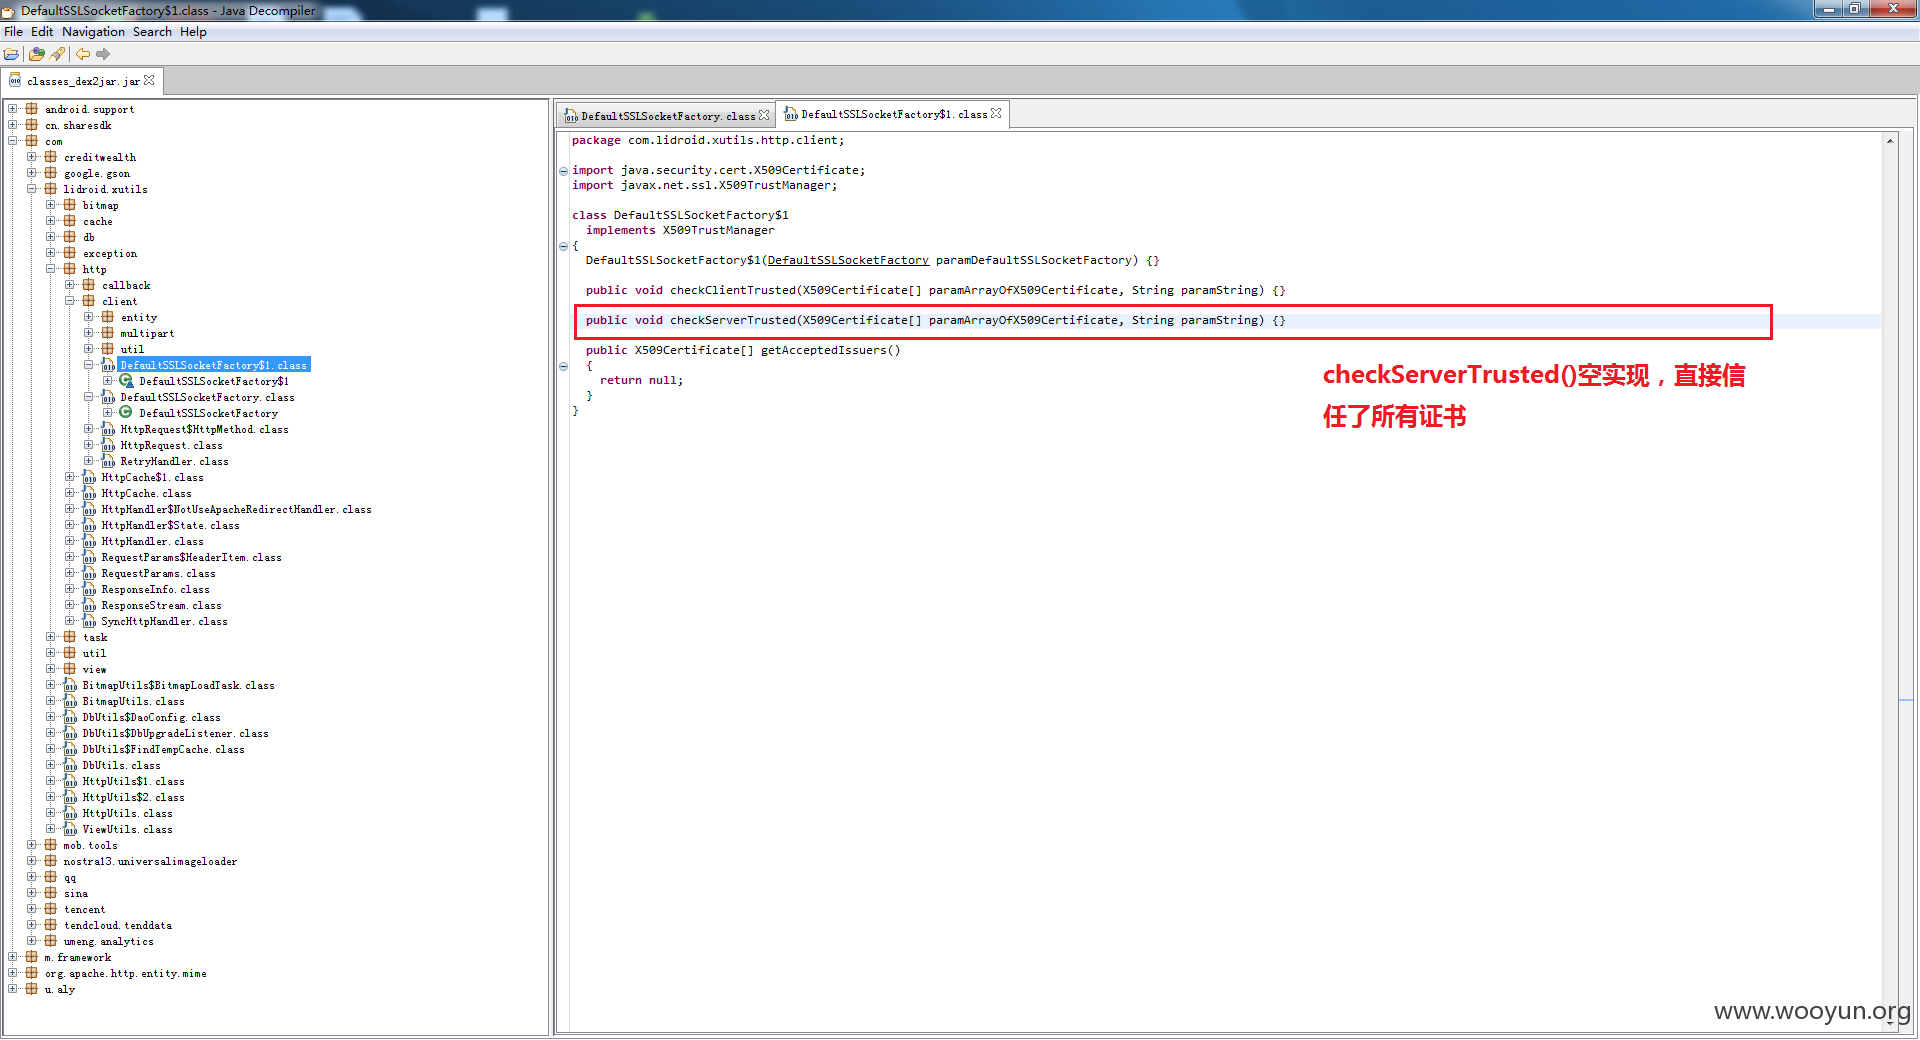 DefaultSSLSocketFactory$1.class - Java Decompiler
File Edit Navigation Search Help
classes_dex2jar.jar
android.support
cn.sharesdk
com
creditwealth
google.gson
lidroid.xutils
bitmap
cache
db
exception
http
callback
client
entity
multipart
util
DefaultSSLSocketFactory$1.class
DefaultSSLSocketFactory$1
DefaultSSLSocketFactory.class
DefaultSSLSocketFactory
HttpRequest$HttpMethod.class
HttpRequest.class
RetryHandler.class
HttpCache$1.class
HttpCache.class
HttpHandler$NotUseApacheRedirectHandler.class
HttpHandler$State.class
HttpHandler.class
RequestParams$HeaderItem.class
RequestParams.class
ResponseInfo.class
ResponseStream.class
SyncHttpHandler.class
task
util
view
BitmapUtils$BitmapLoadTask.class
BitmapUtils.class
DbUtils$DaoConfig.class
DbUtils$DbUpgradeListener.class
DbUtils$FindTempCache.class
DbUtils.class
HttpUtils$1.class
HttpUtils$2.class
HttpUtils.class
ViewUtils.class
mob.tools
nostra13.universalimageloader
qq
sina
tencent
tendcloud.tenddata
umeng.analytics
m.framework
org.apache.http.entity.mime
u.aly
DefaultSSLSocketFactory.class DefaultSSLSocketFactory$1.class
package com.lidroid.xutils.http.client;
import java.security.cert.X509Certificate;
import javax.net.ssl.X509TrustManager;
class DefaultSSLSocketFactory$1
implements X509TrustManager
{
DefaultSSLSocketFactory$1(DefaultSSLSocketFactory paramDefaultSSLSocketFactory) {}
public void checkClientTrusted(X509Certificate[] paramArrayOfX509Certificate, String paramString) {}
public void checkServerTrusted(X509Certificate[] paramArrayOfX509Certificate, String paramString) {}
public X509Certificate[] getAcceptedIssuers()
{
return null;
}
}
checkServerTrusted()空实现，直接信
任了所有证书
www.wooyun.org